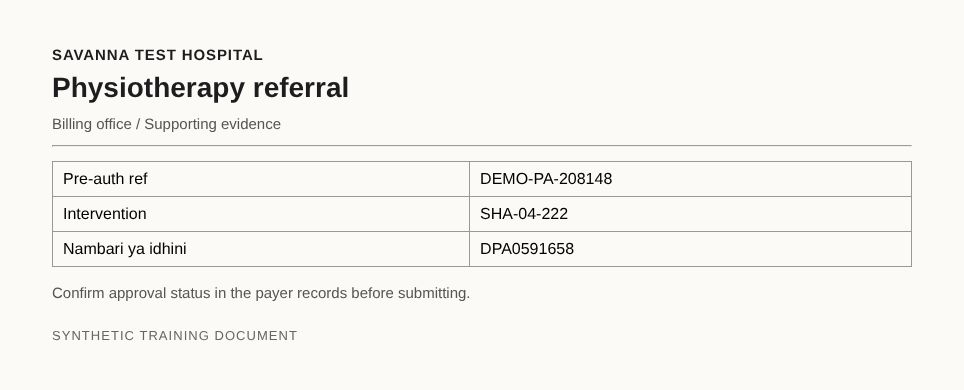 SAVANNA TEST HOSPITAL
Physiotherapy referral
Billing office / Supporting evidence
Pre-auth ref DEMO-PA-208148
Intervention SHA-04-222
Nambari ya idhini DPA0591658
Confirm approval status in the payer records before submitting.
SYNTHETIC TRAINING DOCUMENT